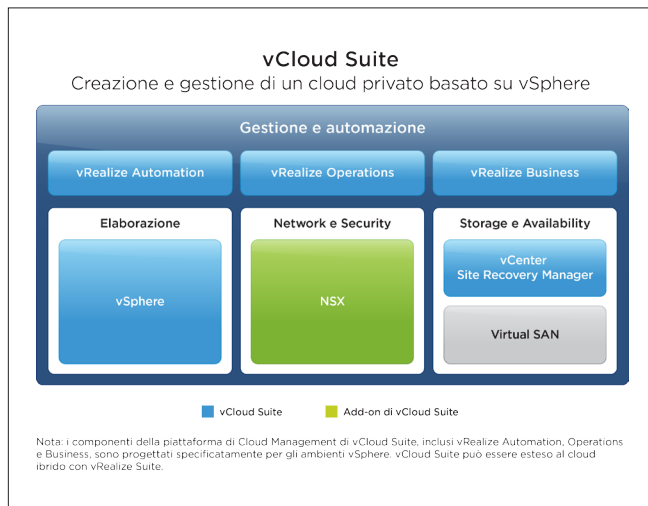 vCloud Suite
Creazione e gestione di un cloud privato basato su vSphere
Gestione e automazione
vRealize Automation
vRealize Operations
vRealize Business
Elaborazione
Network e Security
Storage e Availability
vSphere
NSX
vCenter
Site Recovery Manager
Virtual SAN
vCloud Suite
Add-on di vCloud Suite
Nota: i componenti della piattaforma di Cloud Management di vCloud Suite, inclusi vRealize Automation, Operations
e Business, sono progettati specificatamente per gli ambienti vSphere. vCloud Suite può essere esteso al cloud
ibrido con vRealize Suite.